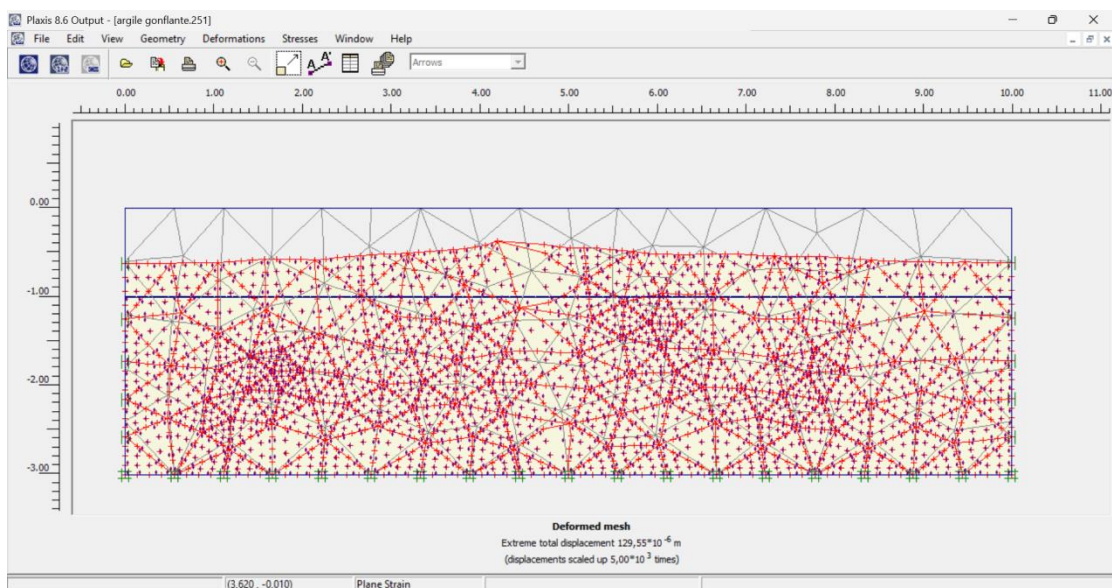 Plaxis 8.6 Output - [argile gonflante.251]
File Edit View Geometry Deformations Stresses Window Help
Arrows
0.00 1.00 2.00 3.00 4.00 5.00 6.00 7.00 8.00 9.00 10.00 11.00
0.00
-1.00
-2.00
-3.00
Deformed mesh
Extreme total displacement 129,55*10⁻⁶ m
(displacements scaled up 5,00*10³ times)
(3.620 , -0.010) Plane Strain